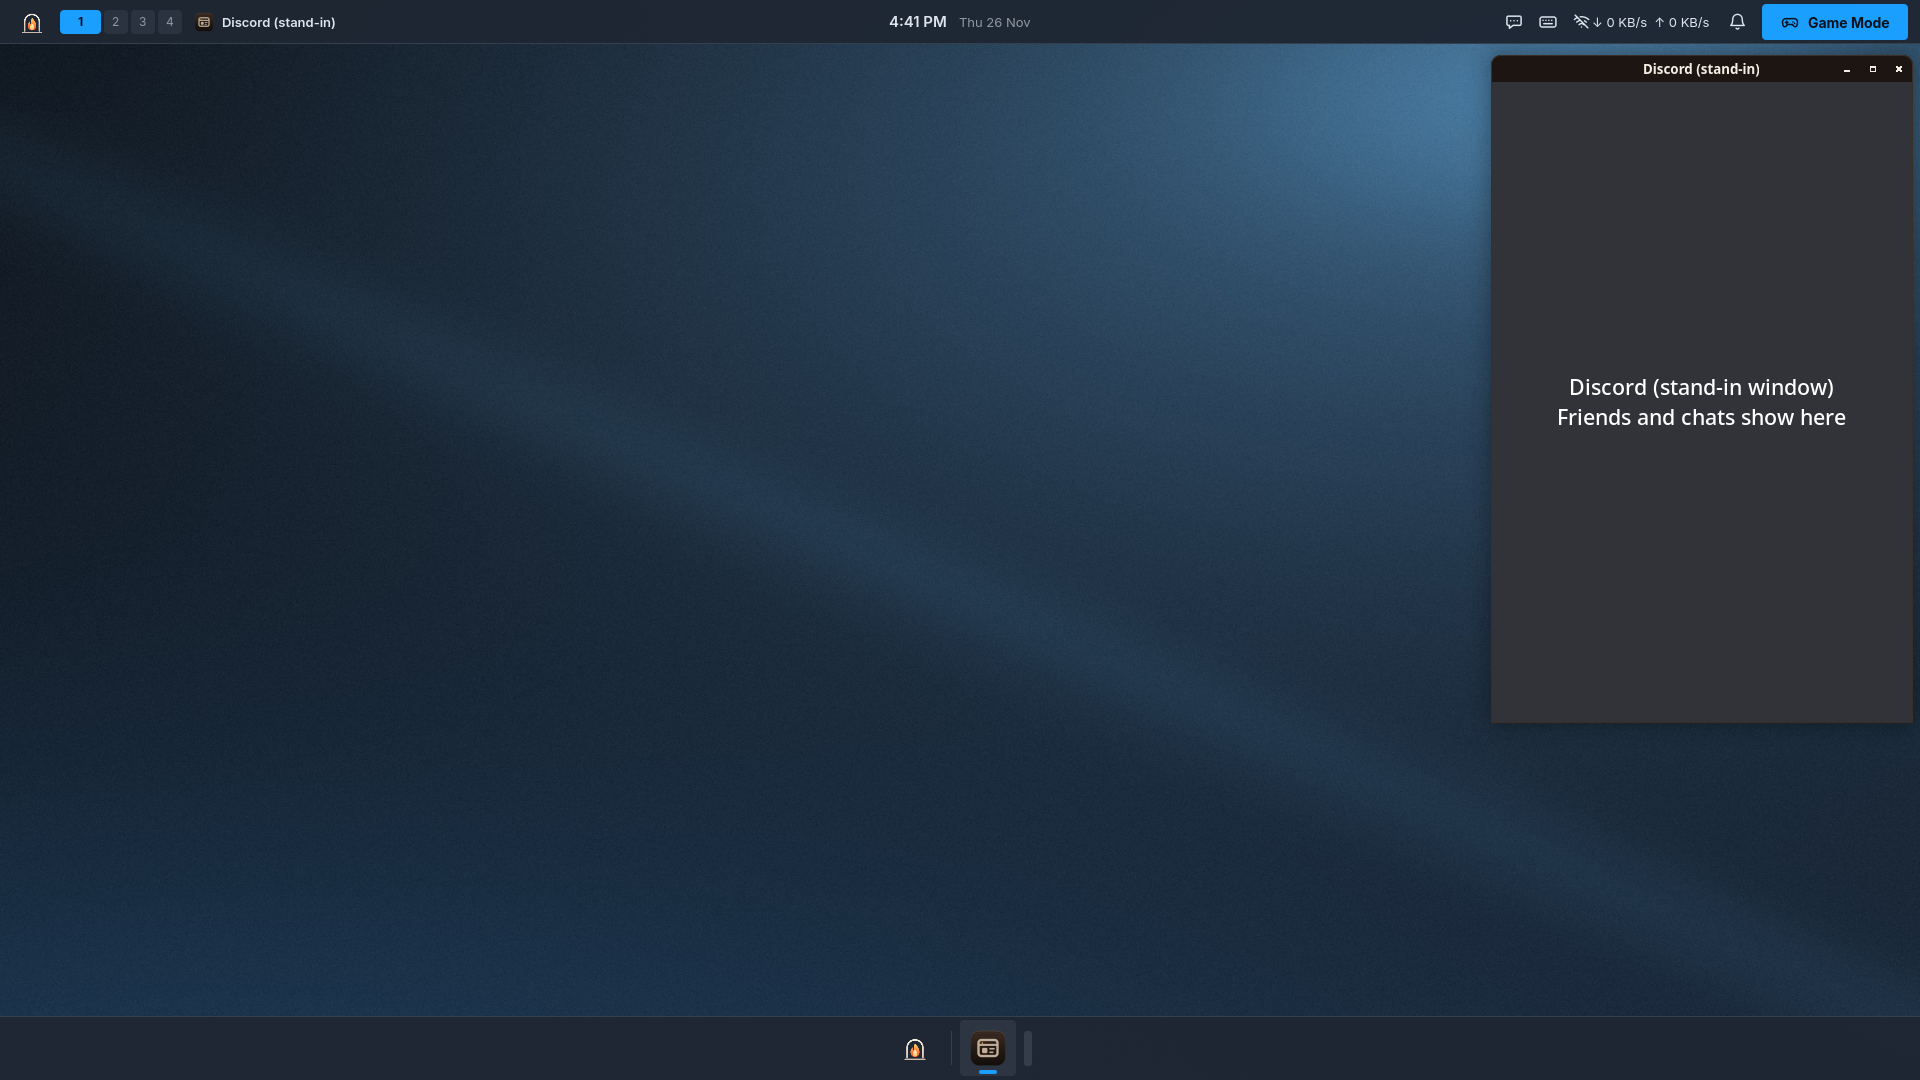 1 2 3 4 Discord (stand-in) 4:41 PM Thu 26 Nov ↓ 0 KB/s ↑ 0 KB/s Game Mode
Discord (stand-in)
Discord (stand-in window)
Friends and chats show here